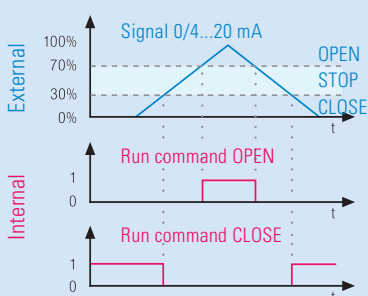 External
Signal 0/4...20 mA
100%
70%
30%
0%
OPEN
STOP
CLOSE
t
Internal
Run command OPEN
1
0
t
Run command CLOSE
1
0
t